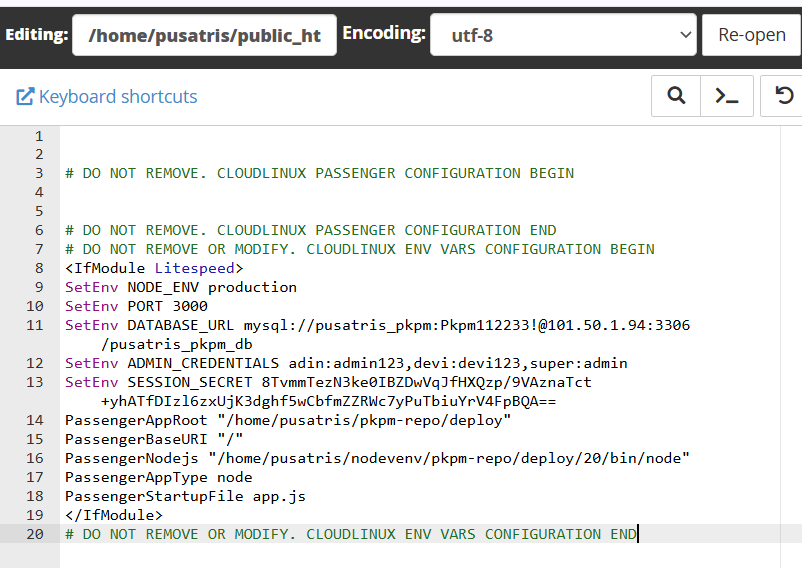 Editing: /home/pusatris/public_ht Encoding: utf-8 Re-open
Keyboard shortcuts
1
2
3 # DO NOT REMOVE. CLOUDLINUX PASSENGER CONFIGURATION BEGIN
4
5
6 # DO NOT REMOVE. CLOUDLINUX PASSENGER CONFIGURATION END
7 # DO NOT REMOVE OR MODIFY. CLOUDLINUX ENV VARS CONFIGURATION BEGIN
8 <IfModule Litespeed>
9 SetEnv NODE_ENV production
10 SetEnv PORT 3000
11 SetEnv DATABASE_URL mysql://pusatris_pkpm:Pkpm112233!@101.50.1.94:3306
/pusatris_pkpm_db
12 SetEnv ADMIN_CREDENTIALS adin:admin123,devi:devi123,super:admin
13 SetEnv SESSION_SECRET 8TvmmTezN3ke0IBZDwVqJfHXQzp/9VAznaTct
+yhATfDIzl6zxUjK3dghf5wCbfmZZRWc7yPuTbiuYrV4FpBQA==
14 PassengerAppRoot "/home/pusatris/pkpm-repo/deploy"
15 PassengerBaseURI "/"
16 PassengerNodejs "/home/pusatris/nodevenv/pkpm-repo/deploy/20/bin/node"
17 PassengerAppType node
18 PassengerStartupFile app.js
19 </IfModule>
20 # DO NOT REMOVE OR MODIFY. CLOUDLINUX ENV VARS CONFIGURATION END